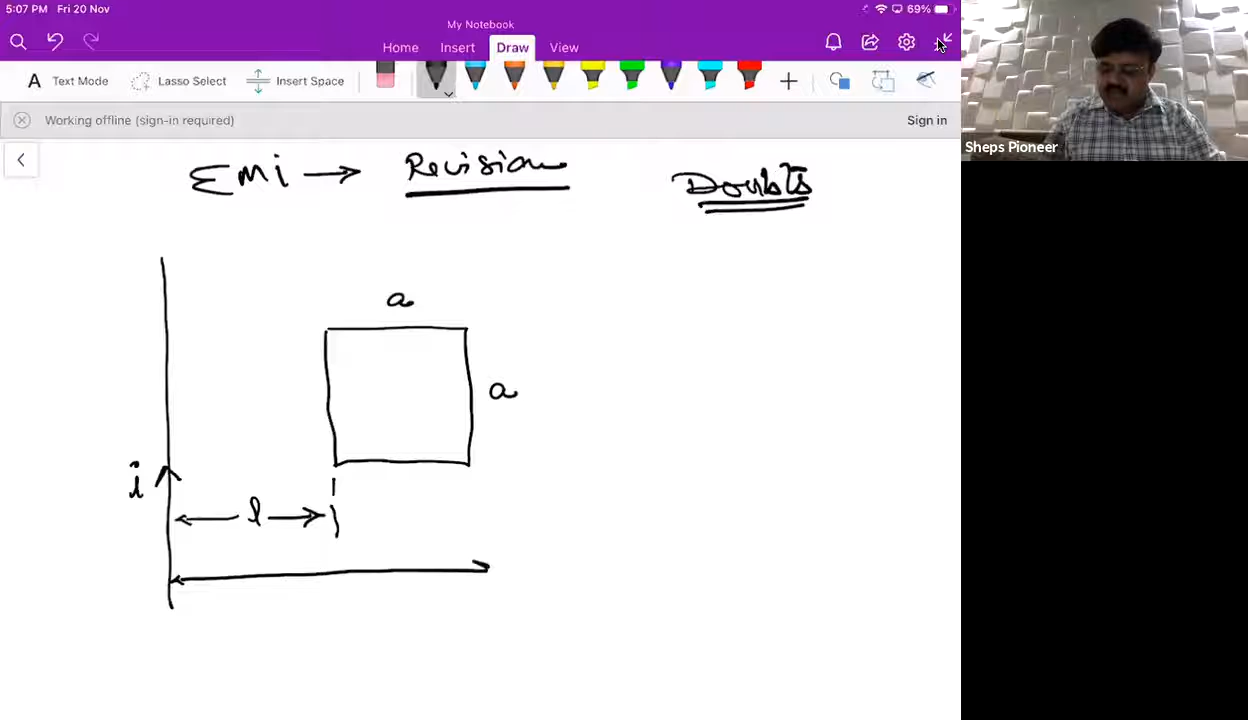 5:07 PM Fri 20 Nov
69%
My Notebook
Home Insert Draw View
A Text Mode Lasso Select Insert Space
Working offline (sign-in required) Sign in
Sheps Pioneer
EMi → Revision Doubts
a
a
i
l